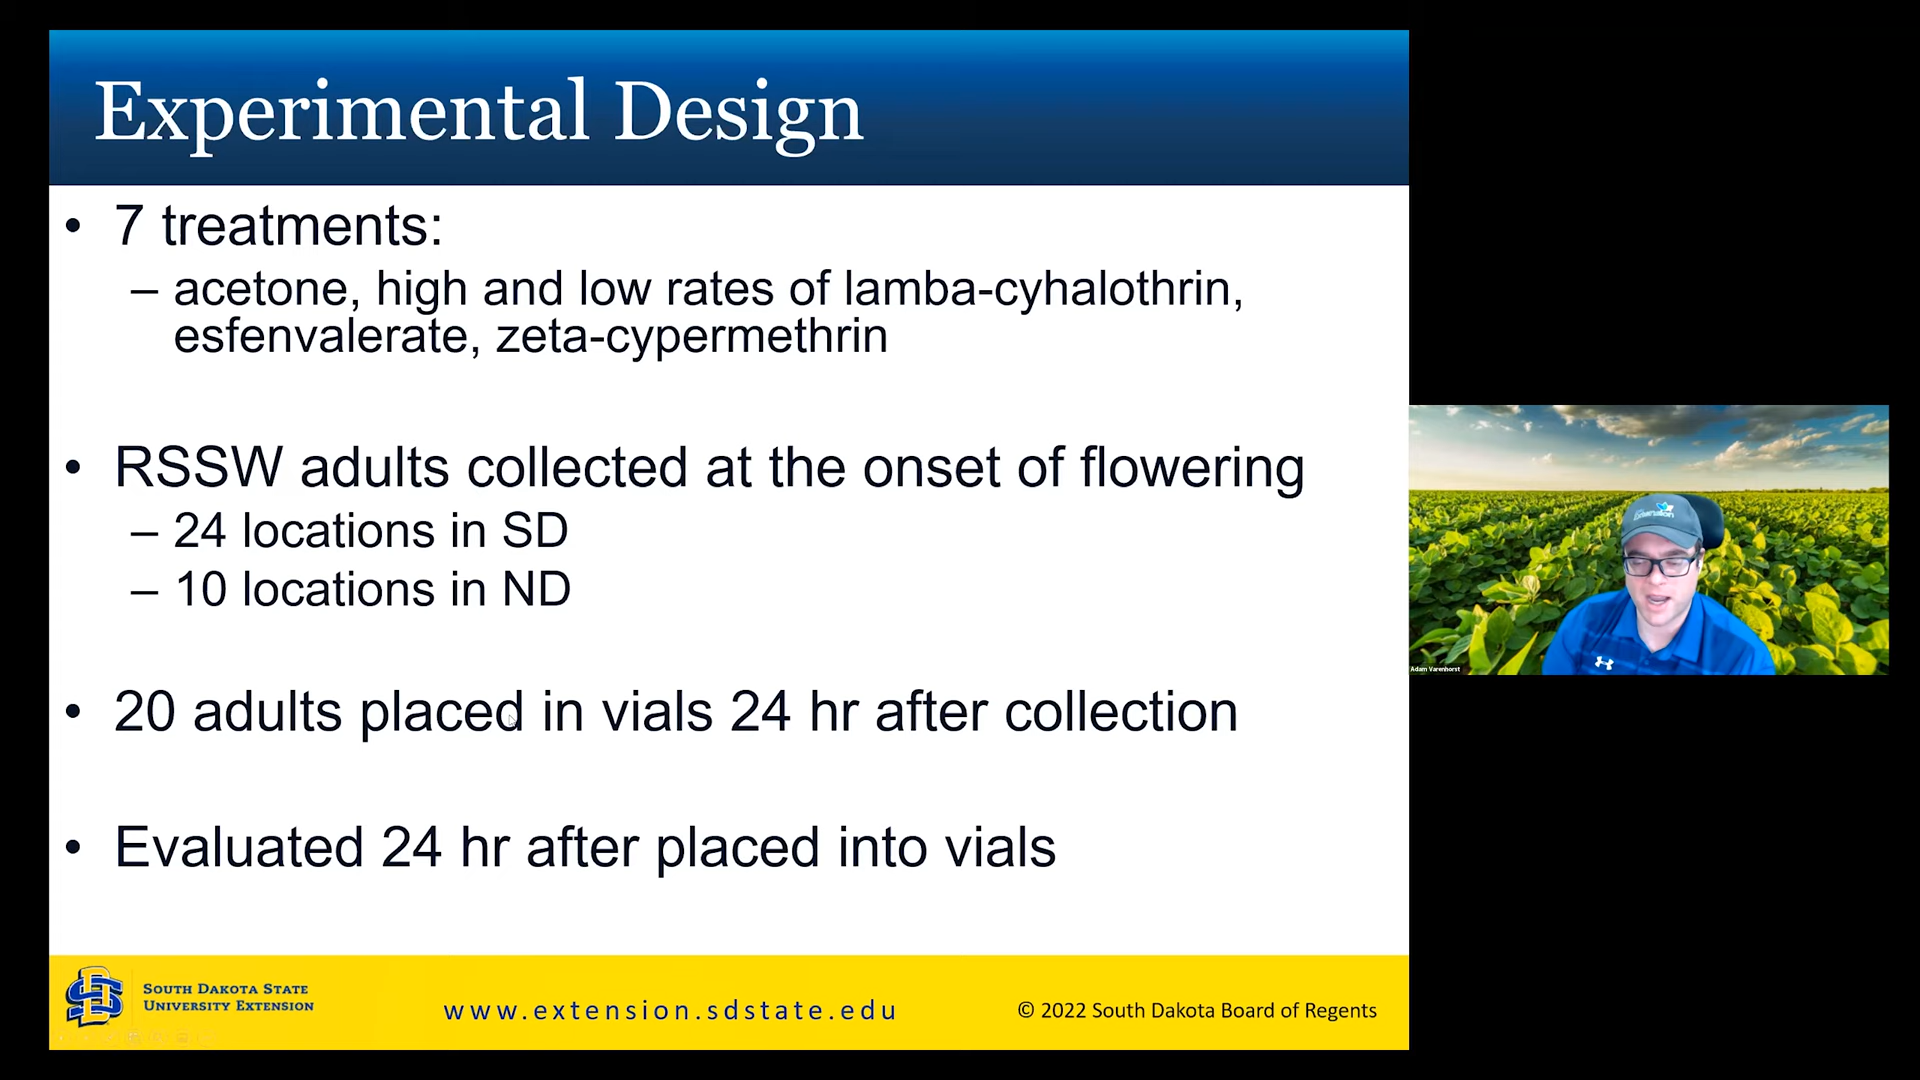 Experimental Design
• 7 treatments:
– acetone, high and low rates of lamba-cyhalothrin,
esfenvalerate, zeta-cypermethrin
• RSSW adults collected at the onset of flowering
– 24 locations in SD
– 10 locations in ND
• 20 adults placed in vials 24 hr after collection
• Evaluated 24 hr after placed into vials
SOUTH DAKOTA STATE
UNIVERSITY EXTENSION
www.extension.sdstate.edu
© 2022 South Dakota Board of Regents
Extension
Adam Varenhorst